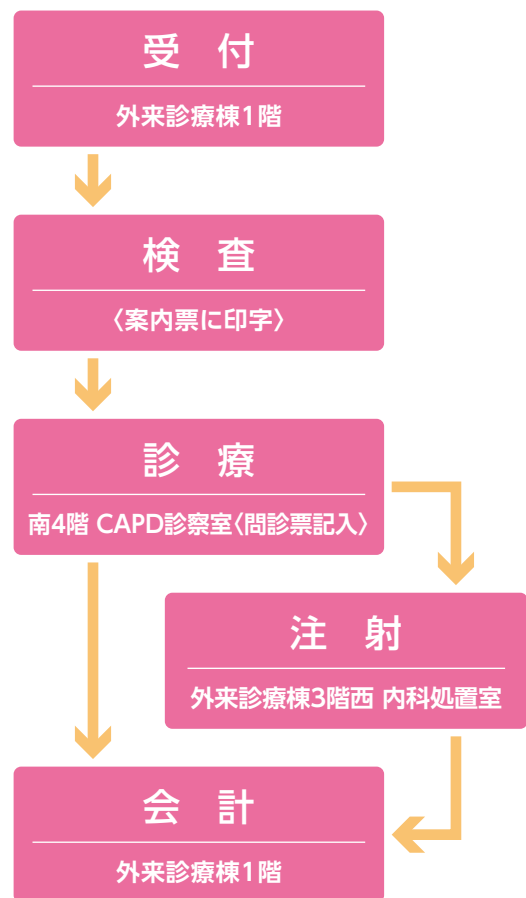 受　付
外来診療棟1階
検　査
〈案内票に印字〉
診　療
南4階 CAPD診察室〈問診票記入〉
注　射
外来診療棟3階西 内科処置室
会　計
外来診療棟1階